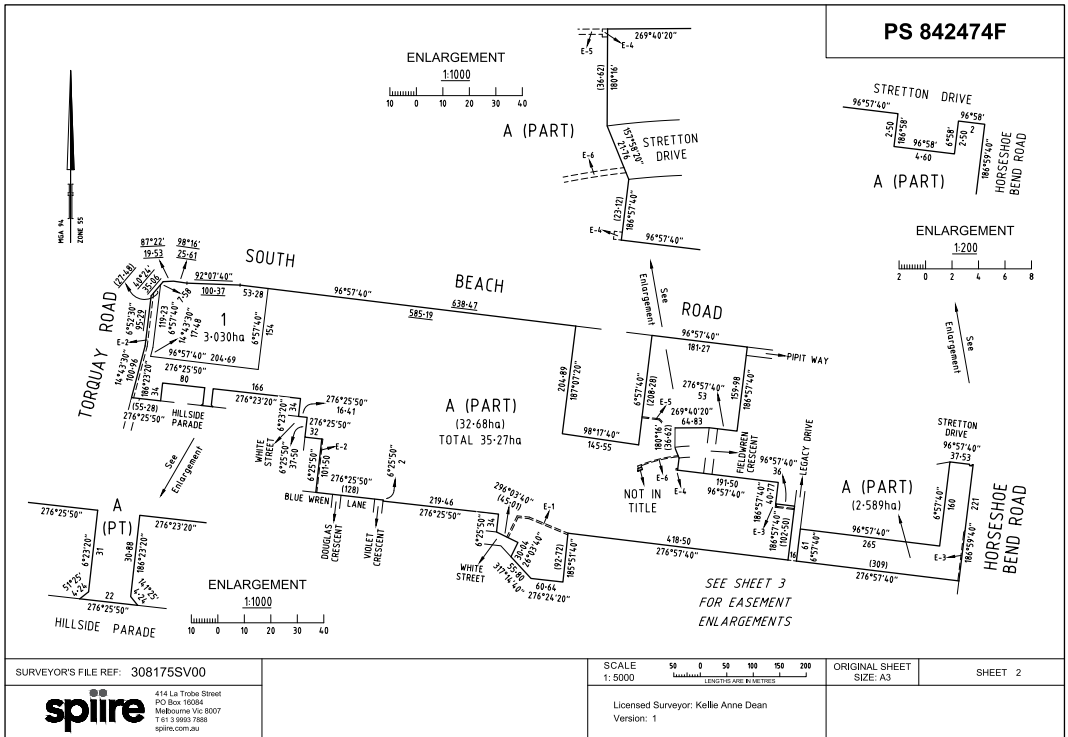 PS 842474F
ENLARGEMENT
1:1000
10 0 10 20 30 40
269°40'20"
E-5
E-4
(36·62)
180°16'
A (PART)
157°58'20"
21·76
STRETTON
DRIVE
E-6
(23·12)
186°57'40"
E-4
96°57'40"
STRETTON DRIVE
96°57'40"
96°58'
2·50
186°58'
96°58'
4·60
6°58'
2·50
2
186°59'40"
HORSESHOE
BEND ROAD
A (PART)
ENLARGEMENT
1:200
2 0 2 4 6 8
See
Enlargement
See
Enlargement
MGA 94
ZONE 55
87°22'
19·53
98°16'
25·61
(27·48)
40°24'
35·06
7·58
92°07'40"
100·37
53·28
SOUTH BEACH ROAD
96°57'40"
638·47
585·19
TORQUAY ROAD
6°52'30"
95·29
E-2
14°43'30"
100·96
119·23
6°57'40"
14°43'30"
17·48
1
3·030ha
6°57'40"
154
96°57'40" 204·69
276°25'50"
186°23'20"
80
34
(55·28)
276°25'50"
HILLSIDE
PARADE
166
276°23'20"
34
6°23'20"
276°25'50"
16·41
276°25'50"
32
WHITE
STREET
6°25'50"
37·50
E-2
6°25'50"
101·50
276°25'50"
(128)
6°25'50"
2
BLUE WREN LANE
DOUGLAS
CRESCENT
VIOLET
CRESCENT
See
Enlargement
A (PART)
(32·68ha)
TOTAL 35·27ha
219·46
276°25'50"
6°25'50"
34
WHITE
STREET
296°03'40"
(45·01)
E-1
30·04
26°03'40"
55·80
317°14'40"
60·64
276°24'20"
(92·72)
185°51'40"
204·89
187°07'20"
98°17'40"
145·55
6°57'40"
(208·28)
96°57'40"
181·27
PIPIT WAY
159·98
186°57'40"
276°57'40"
53
E-5
269°40'20"
64·83
180°16'
(36·62)
FIELDWREN
CRESCENT
E-6
E-4
NOT IN
TITLE
191·50
96°57'40"
96°57'40"
36
LEGACY DRIVE
186°57'40"
40·77
E-3
186°57'40"
(102·50)
16
61
6°57'40"
418·50
276°57'40"
A (PART)
(2·589ha)
96°57'40"
265
(309)
276°57'40"
STRETTON
DRIVE
96°57'40"
37·53
6°57'40"
160
221
186°59'40"
E-3
HORSESHOE
BEND ROAD
SEE SHEET 3
FOR EASEMENT
ENLARGEMENTS
A
(PT)
276°25'50"
276°23'20"
6°23'20"
31
30·88
186°23'20"
51°25'
4·24
141°25'
4·24
22
276°25'50"
HILLSIDE PARADE
ENLARGEMENT
1:1000
10 0 10 20 30 40
SURVEYOR'S FILE REF: 308175SV00
spiire
414 La Trobe Street
PO Box 16084
Melbourne Vic 8007
T 61 3 9993 7888
spiire.com.au
SCALE
1: 5000
50 0 50 100 150 200
LENGTHS ARE IN METRES
ORIGINAL SHEET
SIZE: A3
SHEET 2
Licensed Surveyor: Kellie Anne Dean
Version: 1